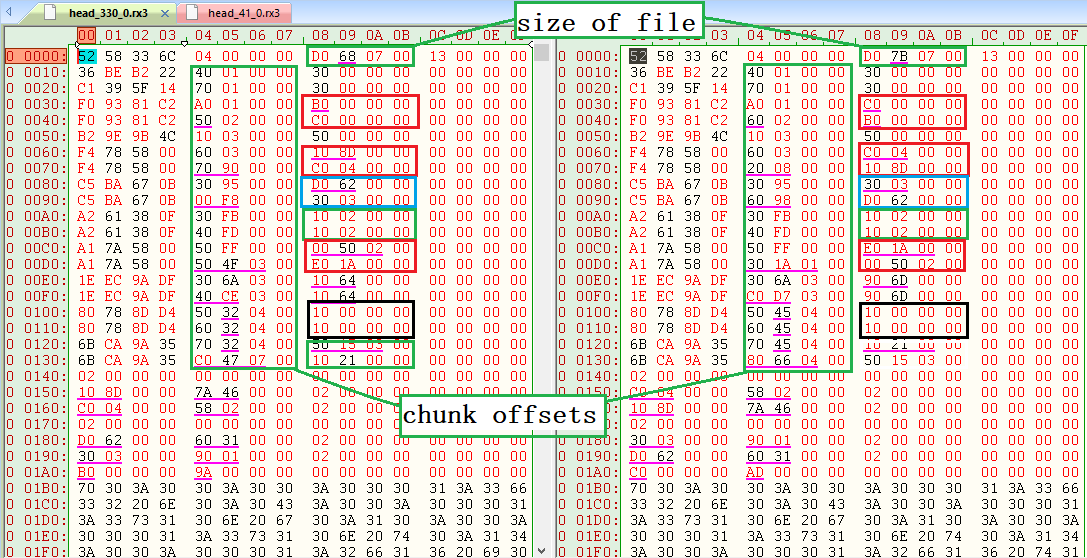 head_330_0.rx3 head_41_0.rx3
size of file
00 01 02 03 04 05 06 07 08 09 0A 0B 00 01 02 03 04 05 06 07 08 09 0A 0B 0C 0D 0E 0F
0 0000: 52 58 33 6C 04 00 00 00 D0 68 07 00 13 00 00 00 0 0000: 52 58 33 6C 04 00 00 00 D0 7B 07 00 13 00 00 00
0 0010: 36 BE B2 22 40 01 00 00 30 00 00 00 00 00 00 00 0 0010: 36 BE B2 22 40 01 00 00 30 00 00 00 00 00 00 00
0 0020: C1 39 5F 14 70 01 00 00 30 00 00 00 00 00 00 00 0 0020: C1 39 5F 14 70 01 00 00 30 00 00 00 00 00 00 00
0 0030: F0 93 81 C2 A0 01 00 00 B0 00 00 00 00 00 00 00 0 0030: F0 93 81 C2 A0 01 00 00 C0 00 00 00 00 00 00 00
0 0040: F0 93 81 C2 50 02 00 00 C0 00 00 00 00 00 00 00 0 0040: F0 93 81 C2 60 02 00 00 B0 00 00 00 00 00 00 00
0 0050: B2 9E 9B 4C 10 03 00 00 50 00 00 00 00 00 00 00 0 0050: B2 9E 9B 4C 10 03 00 00 50 00 00 00 00 00 00 00
0 0060: F4 78 58 00 60 03 00 00 10 8D 00 00 00 00 00 00 0 0060: F4 78 58 00 60 03 00 00 C0 04 00 00 00 00 00 00
0 0070: F4 78 58 00 70 90 00 00 C0 04 00 00 00 00 00 00 0 0070: F4 78 58 00 20 08 00 00 10 8D 00 00 00 00 00 00
0 0080: C5 BA 67 0B 30 95 00 00 D0 62 00 00 00 00 00 00 0 0080: C5 BA 67 0B 30 95 00 00 30 03 00 00 00 00 00 00
0 0090: C5 BA 67 0B 00 F8 00 00 30 03 00 00 00 00 00 00 0 0090: C5 BA 67 0B 60 98 00 00 D0 62 00 00 00 00 00 00
0 00A0: A2 61 38 0F 30 FB 00 00 10 02 00 00 00 00 00 00 0 00A0: A2 61 38 0F 30 FB 00 00 10 02 00 00 00 00 00 00
0 00B0: A2 61 38 0F 40 FD 00 00 10 02 00 00 00 00 00 00 0 00B0: A2 61 38 0F 40 FD 00 00 10 02 00 00 00 00 00 00
0 00C0: A1 7A 58 00 50 FF 00 00 00 50 02 00 00 00 00 00 0 00C0: A1 7A 58 00 50 FF 00 00 E0 1A 00 00 00 00 00 00
0 00D0: A1 7A 58 00 50 4F 03 00 E0 1A 00 00 00 00 00 00 0 00D0: A1 7A 58 00 30 1A 01 00 00 50 02 00 00 00 00 00
0 00E0: 1E EC 9A DF 30 6A 03 00 10 64 00 00 00 00 00 00 0 00E0: 1E EC 9A DF 30 6A 03 00 90 6D 00 00 00 00 00 00
0 00F0: 1E EC 9A DF 40 CE 03 00 10 64 00 00 00 00 00 00 0 00F0: 1E EC 9A DF C0 D7 03 00 90 6D 00 00 00 00 00 00
0 0100: 80 78 8D D4 50 32 04 00 10 00 00 00 00 00 00 00 0 0100: 80 78 8D D4 50 45 04 00 10 00 00 00 00 00 00 00
0 0110: 80 78 8D D4 60 32 04 00 10 00 00 00 00 00 00 00 0 0110: 80 78 8D D4 60 45 04 00 10 00 00 00 00 00 00 00
0 0120: 6B CA 9A 35 70 32 04 00 50 15 03 00 00 00 00 00 0 0120: 6B CA 9A 35 70 45 04 00 10 21 00 00 00 00 00 00
0 0130: 6B CA 9A 35 C0 47 07 00 10 21 00 00 00 00 00 00 0 0130: 6B CA 9A 35 80 66 04 00 50 15 03 00 00 00 00 00
0 0140: 02 00 00 00 00 00 00 00 02 00 00 00 00 00 00 00 0 0140: 02 00 00 00 00 00 00 00 02 00 00 00 00 00 00 00
0 0150: 10 8D 00 00 7A 46 00 00 0 0150: 58 02 00 00 02 00 00 00 00 00 00 00
0 0160: C0 04 00 00 58 02 00 00 0 0160: 10 8D 00 00 7A 46 00 00 02 00 00 00 00 00 00 00
chunk offsets
0 0170: 02 00 00 00 00 00 00 00 0 0170: 02 00 00 00 00 00 00 00 02 00 00 00 00 00 00 00
0 0180: D0 62 00 00 60 31 00 00 0 0180: 30 03 00 00 90 01 00 00 02 00 00 00 00 00 00 00
0 0190: 30 03 00 00 90 01 00 00 02 00 00 00 00 00 00 00 0 0190: D0 62 00 00 60 31 00 00 02 00 00 00 00 00 00 00
0 01A0: B0 00 00 00 9A 00 00 00 02 00 00 00 00 00 00 00 0 01A0: C0 00 00 00 AD 00 00 00 02 00 00 00 00 00 00 00
0 01B0: 70 30 3A 30 30 3A 30 30 3A 30 30 30 31 3A 33 66 0 01B0: 70 30 3A 30 30 3A 30 30 3A 30 30 30 31 3A 33 66
0 01C0: 33 32 20 6E 30 3A 30 43 3A 30 30 3A 30 30 30 31 0 01C0: 33 32 20 6E 30 3A 30 43 3A 30 30 3A 30 30 30 31
0 01D0: 3A 33 73 31 30 6E 20 67 30 3A 31 30 3A 30 30 3A 0 01D0: 3A 33 73 31 30 6E 20 67 30 3A 31 30 3A 30 30 3A
0 01E0: 30 30 30 31 3A 33 73 31 30 6E 20 74 30 3A 31 34 0 01E0: 30 30 30 31 3A 33 73 31 30 6E 20 74 30 3A 31 34
0 01F0: 3A 30 30 3A 30 30 30 31 3A 32 66 31 36 20 69 30 0 01F0: 3A 30 30 3A 30 30 30 31 3A 32 66 31 36 20 69 30